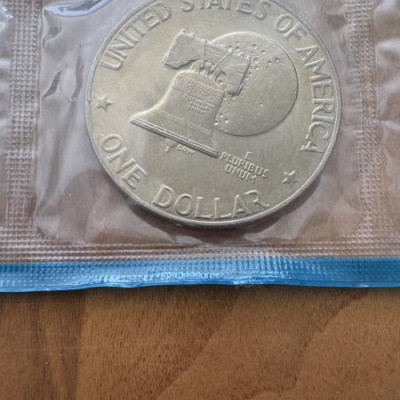 UNITED STATES OF AMERICA
E
PLURIBUS
UNUM
ONE DOLLAR